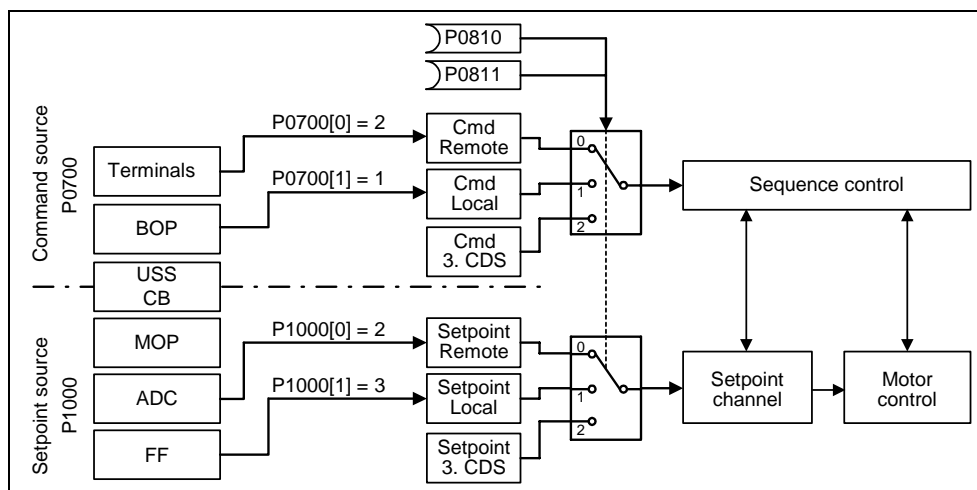 P0810
P0811
Command source
P0700
Terminals
BOP
USS
CB
P0700[0] = 2
P0700[1] = 1
Cmd
Remote
Cmd
Local
Cmd
3. CDS
0
1
2
Sequence control
Setpoint source
P1000
MOP
ADC
FF
P1000[0] = 2
P1000[1] = 3
Setpoint
Remote
Setpoint
Local
Setpoint
3. CDS
0
1
2
Setpoint
channel
Motor
control